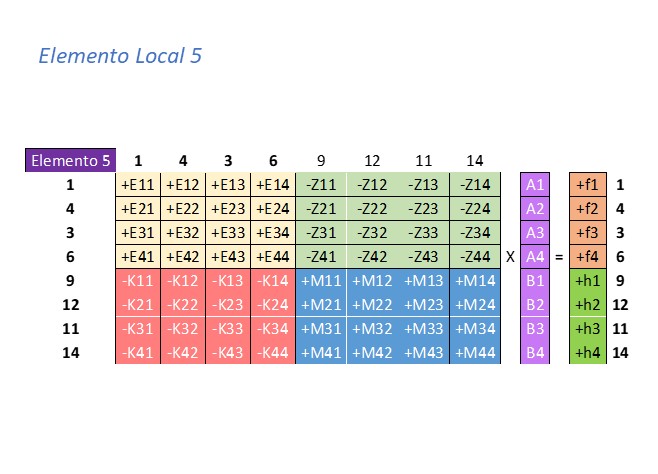 Elemento Local 5
Elemento 5 1 4 3 6 9 12 11 14
1 +E11 +E12 +E13 +E14 -Z11 -Z12 -Z13 -Z14 A1 +f1 1
4 +E21 +E22 +E23 +E24 -Z21 -Z22 -Z23 -Z24 A2 +f2 4
3 +E31 +E32 +E33 +E34 -Z31 -Z32 -Z33 -Z34 A3 +f3 3
6 +E41 +E42 +E43 +E44 -Z41 -Z42 -Z43 -Z44 X A4 = +f4 6
9 -K11 -K12 -K13 -K14 +M11 +M12 +M13 +M14 B1 +h1 9
12 -K21 -K22 -K23 -K24 +M21 +M22 +M23 +M24 B2 +h2 12
11 -K31 -K32 -K33 -K34 +M31 +M32 +M33 +M34 B3 +h3 11
14 -K41 -K42 -K43 -K44 +M41 +M42 +M43 +M44 B4 +h4 14